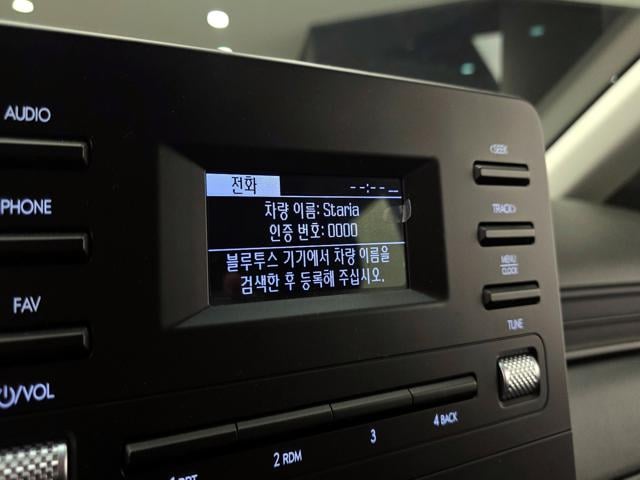 AUDIO
PHONE
FAV
/VOL
전화 --:-- __
차량 이름: Staria
인증 번호: 0000
블루투스 기기에서 차량 이름을
검색한 후 등록해 주십시오.
<SEEK
TRACK>
MENU
CLOCK
TUNE
2 RDM
3
4 BACK